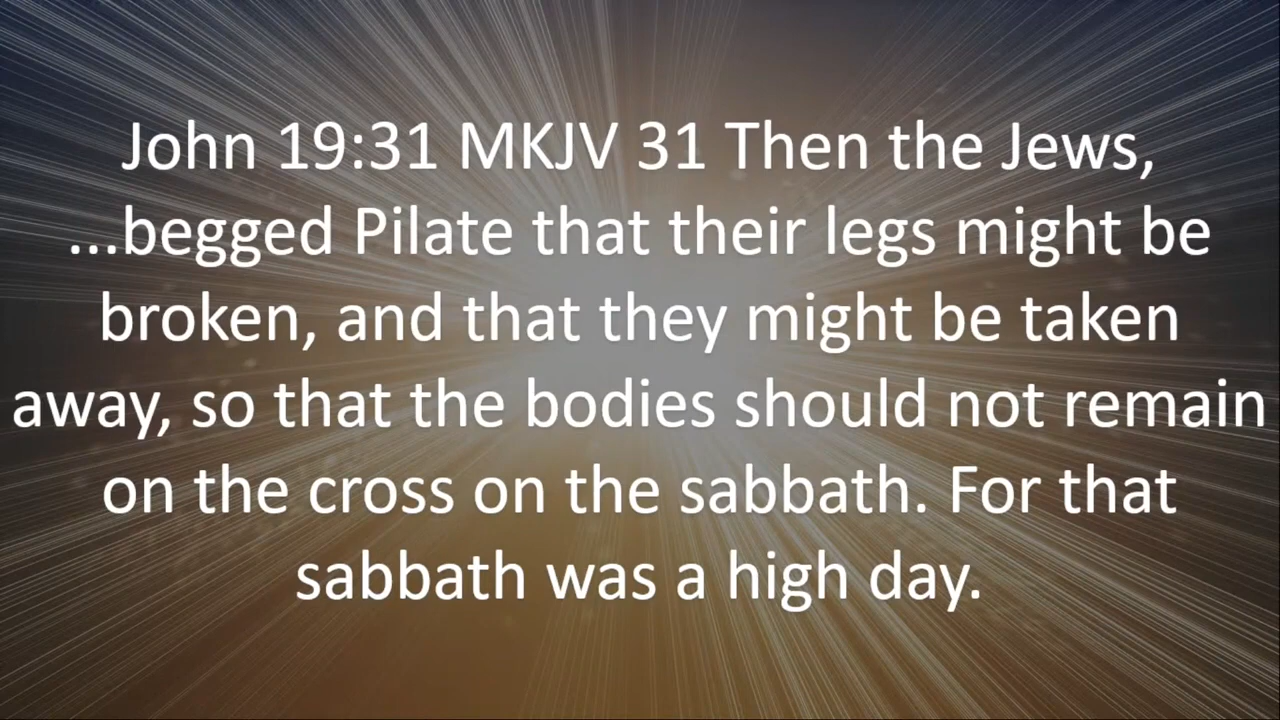 John 19:31 MKJV 31 Then the Jews,
...begged Pilate that their legs might be
broken, and that they might be taken
away, so that the bodies should not remain
on the cross on the sabbath. For that
sabbath was a high day.